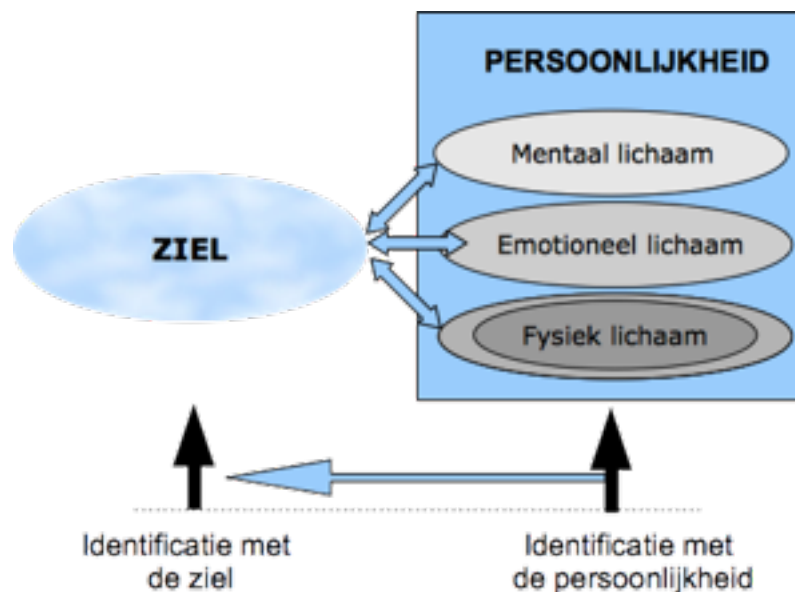 PERSOONLIJKHEID
Mentaal lichaam
ZIEL
Emotioneel lichaam
Fysiek lichaam
Identificatie met
de ziel
Identificatie met
de persoonlijkheid